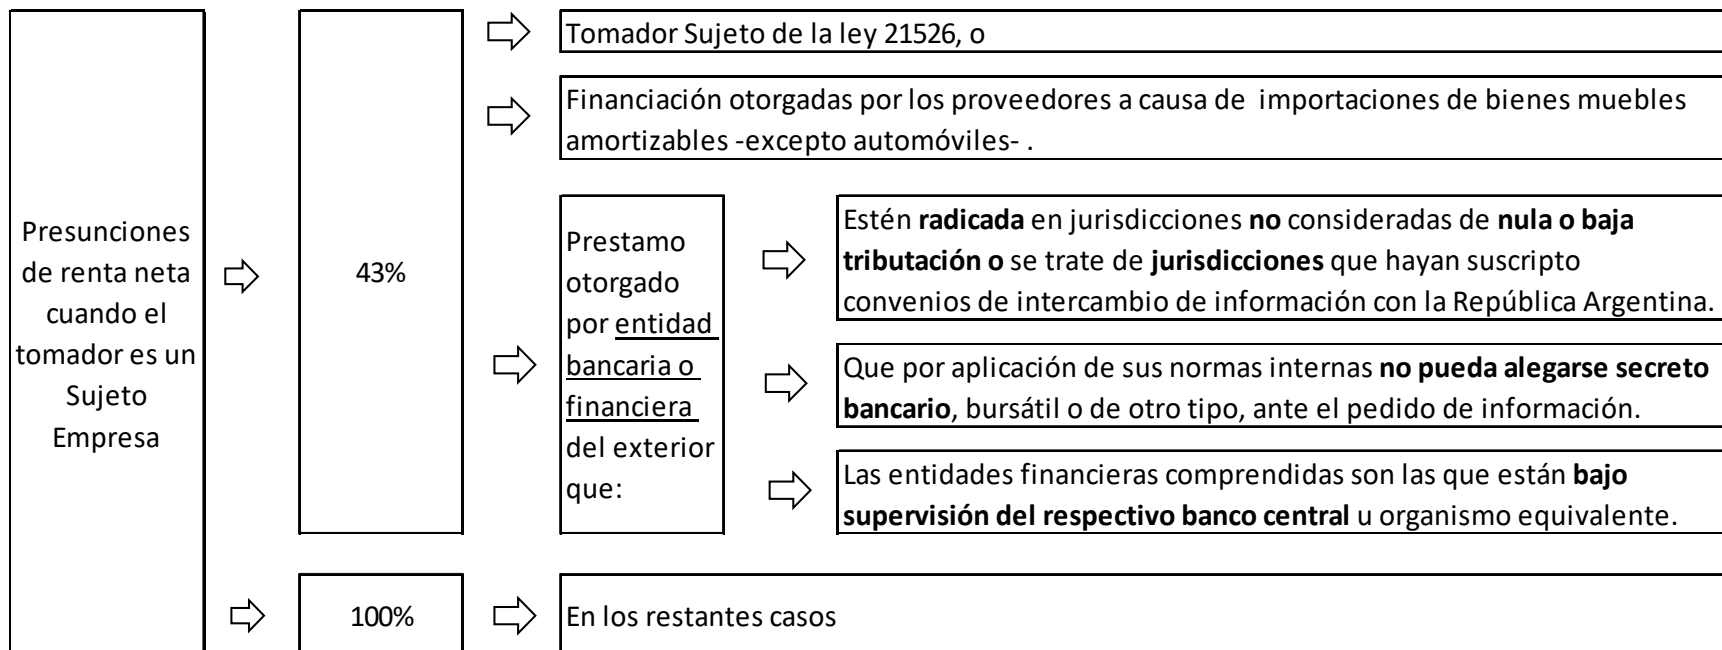 Presunciones
de renta neta
cuando el
tomador es un
Sujeto
Empresa
43%
Tomador Sujeto de la ley 21526, o
Financiación otorgadas por los proveedores a causa de importaciones de bienes muebles
amortizables -excepto automóviles- .
Prestamo
otorgado
por entidad
bancaria o
financiera
del exterior
que:
Estén radicada en jurisdicciones no consideradas de nula o baja
tributación o se trate de jurisdicciones que hayan suscripto
convenios de intercambio de información con la República Argentina.
Que por aplicación de sus normas internas no pueda alegarse secreto
bancario, bursátil o de otro tipo, ante el pedido de información.
Las entidades financieras comprendidas son las que están bajo
supervisión del respectivo banco central u organismo equivalente.
100%
En los restantes casos